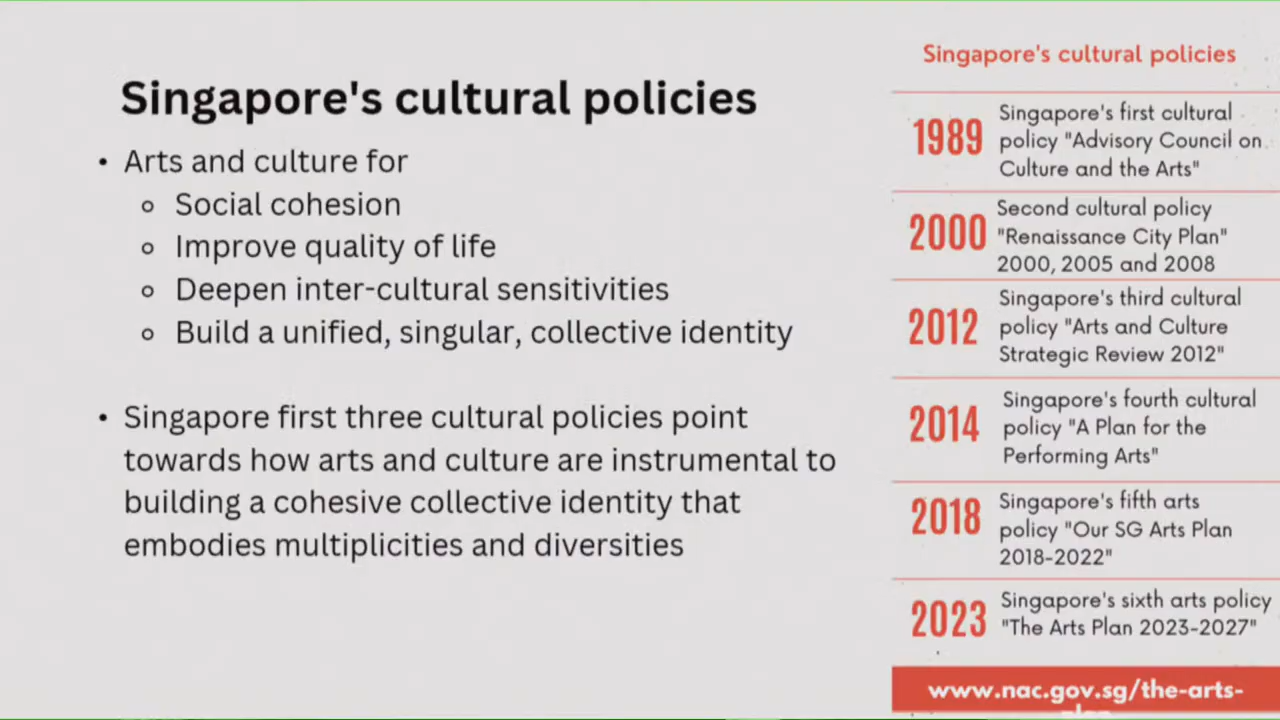 Singapore's cultural policies
• Arts and culture for
Social cohesion
Improve quality of life
Deepen inter-cultural sensitivities
Build a unified, singular, collective identity
• Singapore first three cultural policies point
towards how arts and culture are instrumental to
building a cohesive collective identity that
embodies multiplicities and diversities
Singapore's cultural policies
1989
Singapore's first cultural
policy "Advisory Council on
Culture and the Arts"
2000
Second cultural policy
"Renaissance City Plan"
2000, 2005 and 2008
2012
Singapore's third cultural
policy "Arts and Culture
Strategic Review 2012"
2014
Singapore's fourth cultural
policy "A Plan for the
Performing Arts"
2018
Singapore's fifth arts
policy "Our SG Arts Plan
2018-2022"
2023
Singapore's sixth arts policy
"The Arts Plan 2023-2027"
www.nac.gov.sg/the-arts-